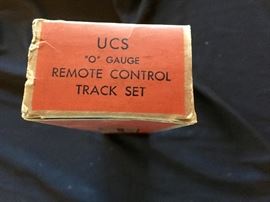 UCS
"O" GAUGE
REMOTE CONTROL
TRACK SET